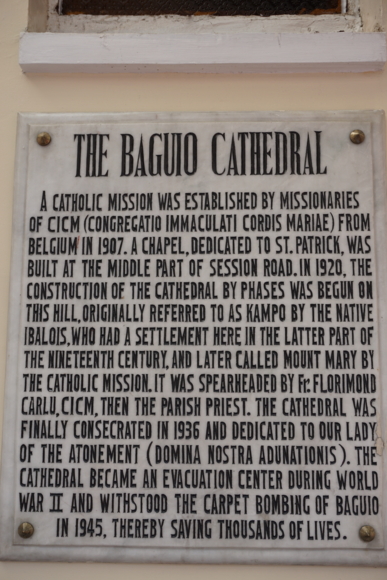 THE BAGUIO CATHEDRAL
A CATHOLIC MISSION WAS ESTABLISHED BY MISSIONARIES
OF CICM (CONGREGATIO IMMACULATI CORDIS MARIAE) FROM
BELGIUM IN 1907. A CHAPEL, DEDICATED TO ST. PATRICK, WAS
BUILT AT THE MIDDLE PART OF SESSION ROAD. IN 1920, THE
CONSTRUCTION OF THE CATHEDRAL BY PHASES WAS BEGUN ON
THIS HILL, ORIGINALLY REFERRED TO AS KAMPO BY THE NATIVE
IBALOIS, WHO HAD A SETTLEMENT HERE IN THE LATTER PART OF
THE NINETEENTH CENTURY, AND LATER CALLED MOUNT MARY BY
THE CATHOLIC MISSION. IT WAS SPEARHEADED BY Fr. FLORIMOND
CARLU, CICM, THEN THE PARISH PRIEST. THE CATHEDRAL WAS
FINALLY CONSECRATED IN 1936 AND DEDICATED TO OUR LADY
OF THE ATONEMENT (DOMINA NOSTRA ADUNATIONIS). THE
CATHEDRAL BECAME AN EVACUATION CENTER DURING WORLD
WAR II AND WITHSTOOD THE CARPET BOMBING OF BAGUIO
IN 1945, THEREBY SAVING THOUSANDS OF LIVES.